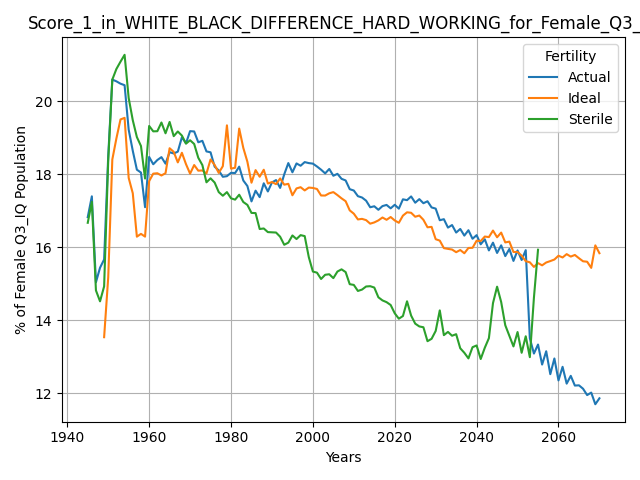 Score_1_in_WHITE_BLACK_DIFFERENCE_HARD_WORKING_for_Female_Q3_
Fertility
Actual
Ideal
Sterile
% of Female Q3_IQ Population
20
18
16
14
12
1940
1960
1980
2000
2020
2040
2060
Years